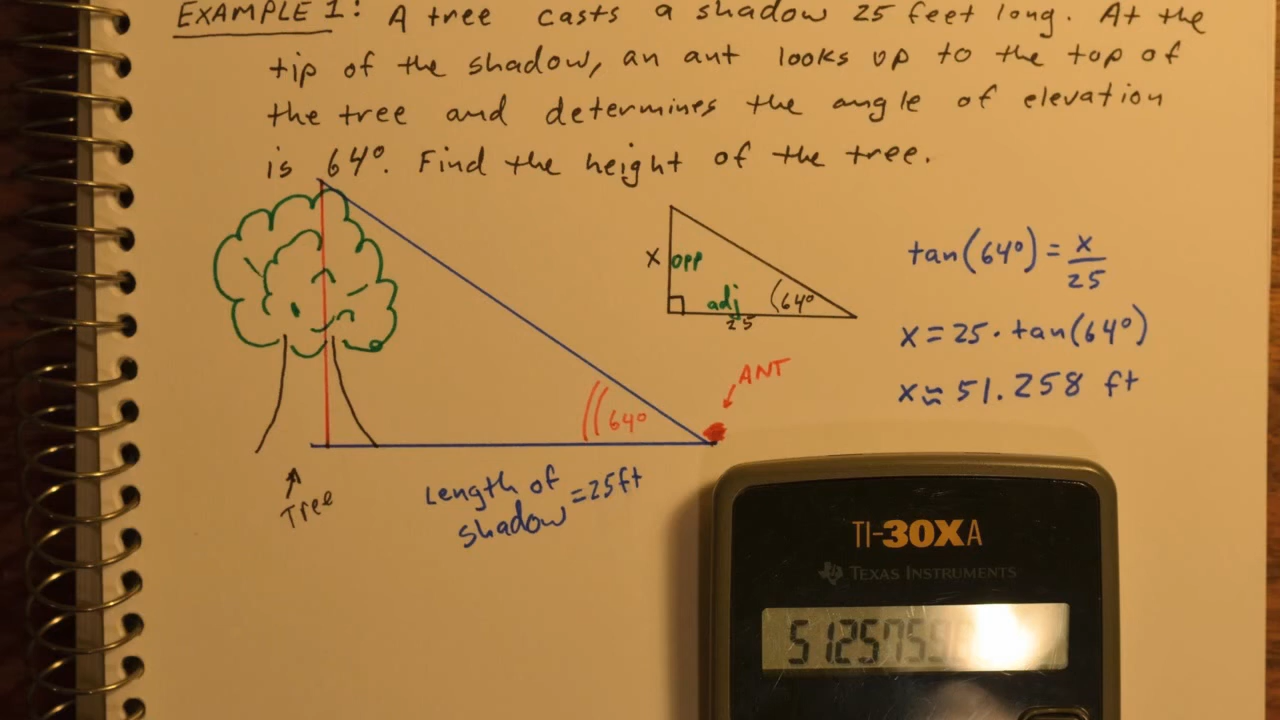 EXAMPLE 1: A tree casts a shadow 25 feet long. At the
tip of the shadow, an ant looks up to the top of
the tree and determines the angle of elevation
is 64°. Find the height of the tree.
x opp
adj
25
64°
tan(64°) = x/25
x = 25 · tan(64°)
x ≈ 51.258 ft
ANT
64°
Tree
Length of
shadow = 25ft
TI-30XA
TEXAS INSTRUMENTS
51.25755